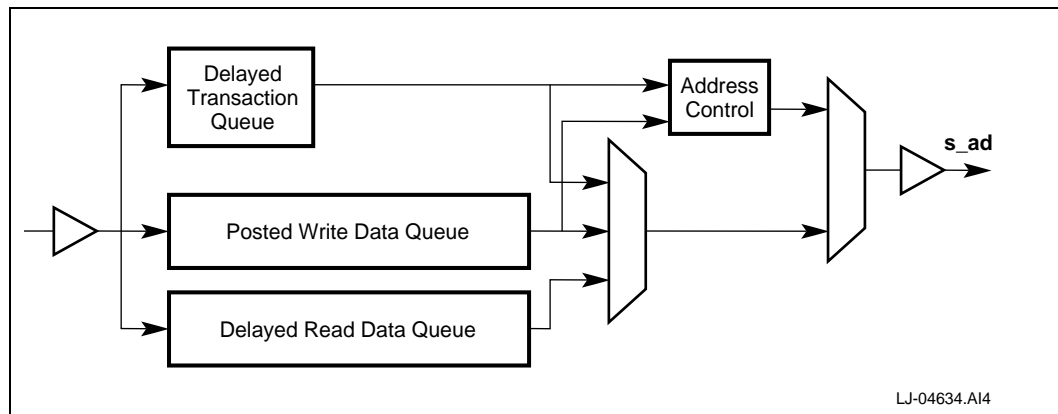 Delayed
Transaction
Queue
Address
Control
s_ad
Posted Write Data Queue
Delayed Read Data Queue
LJ-04634.AI4